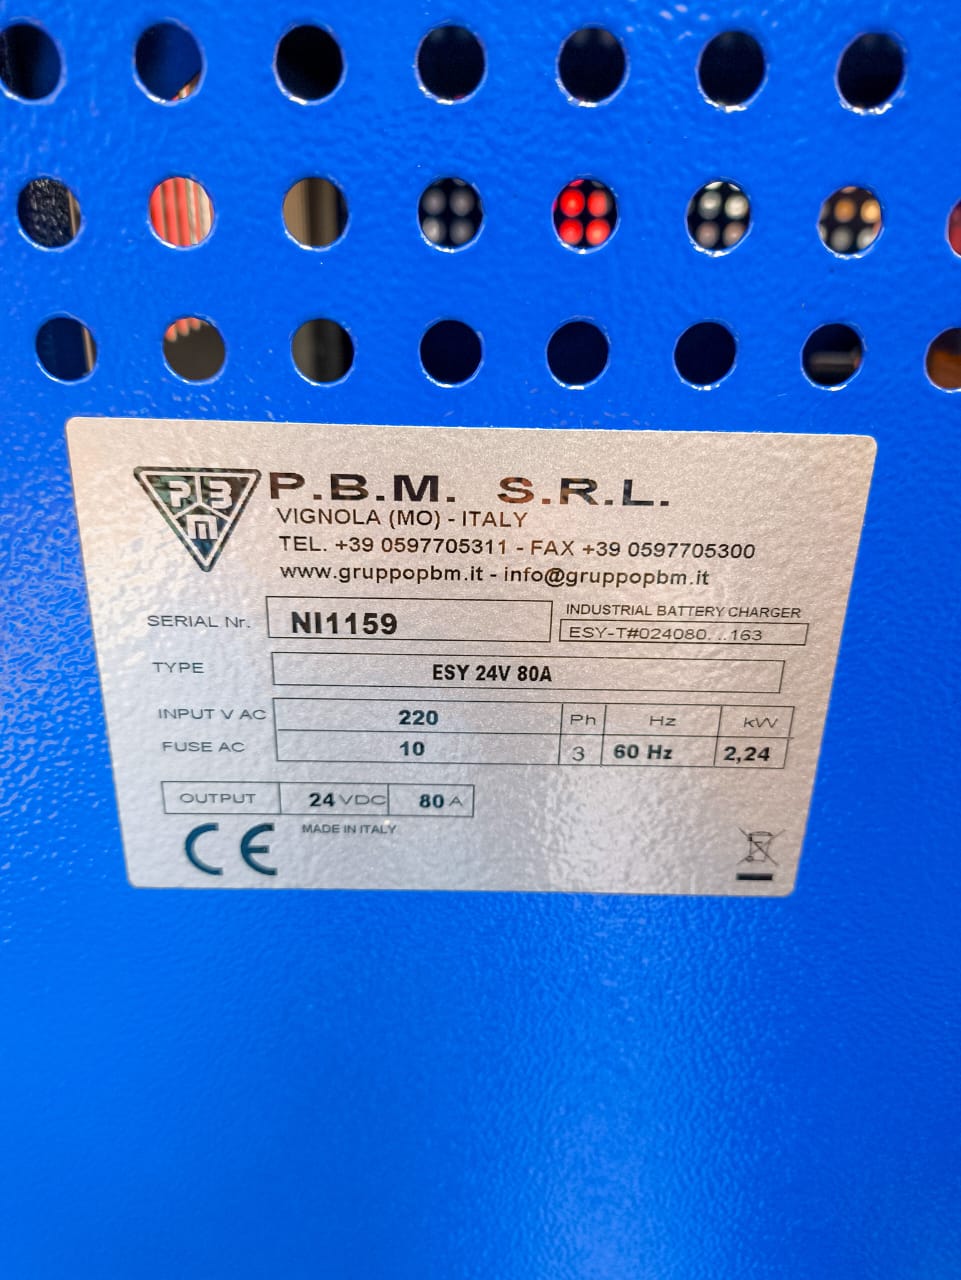 P B M
P.B.M. S.R.L.
VIGNOLA (MO) - ITALY
TEL. +39 0597705311 - FAX +39 0597705300
www.gruppopbm.it - info@gruppopbm.it
SERIAL Nr. NI1159
INDUSTRIAL BATTERY CHARGER
ESY-T#024080...163
TYPE ESY 24V 80A
INPUT V AC 220 Ph Hz kW
FUSE AC 10 3 60 Hz 2,24
OUTPUT 24 VDC 80 A
CE MADE IN ITALY